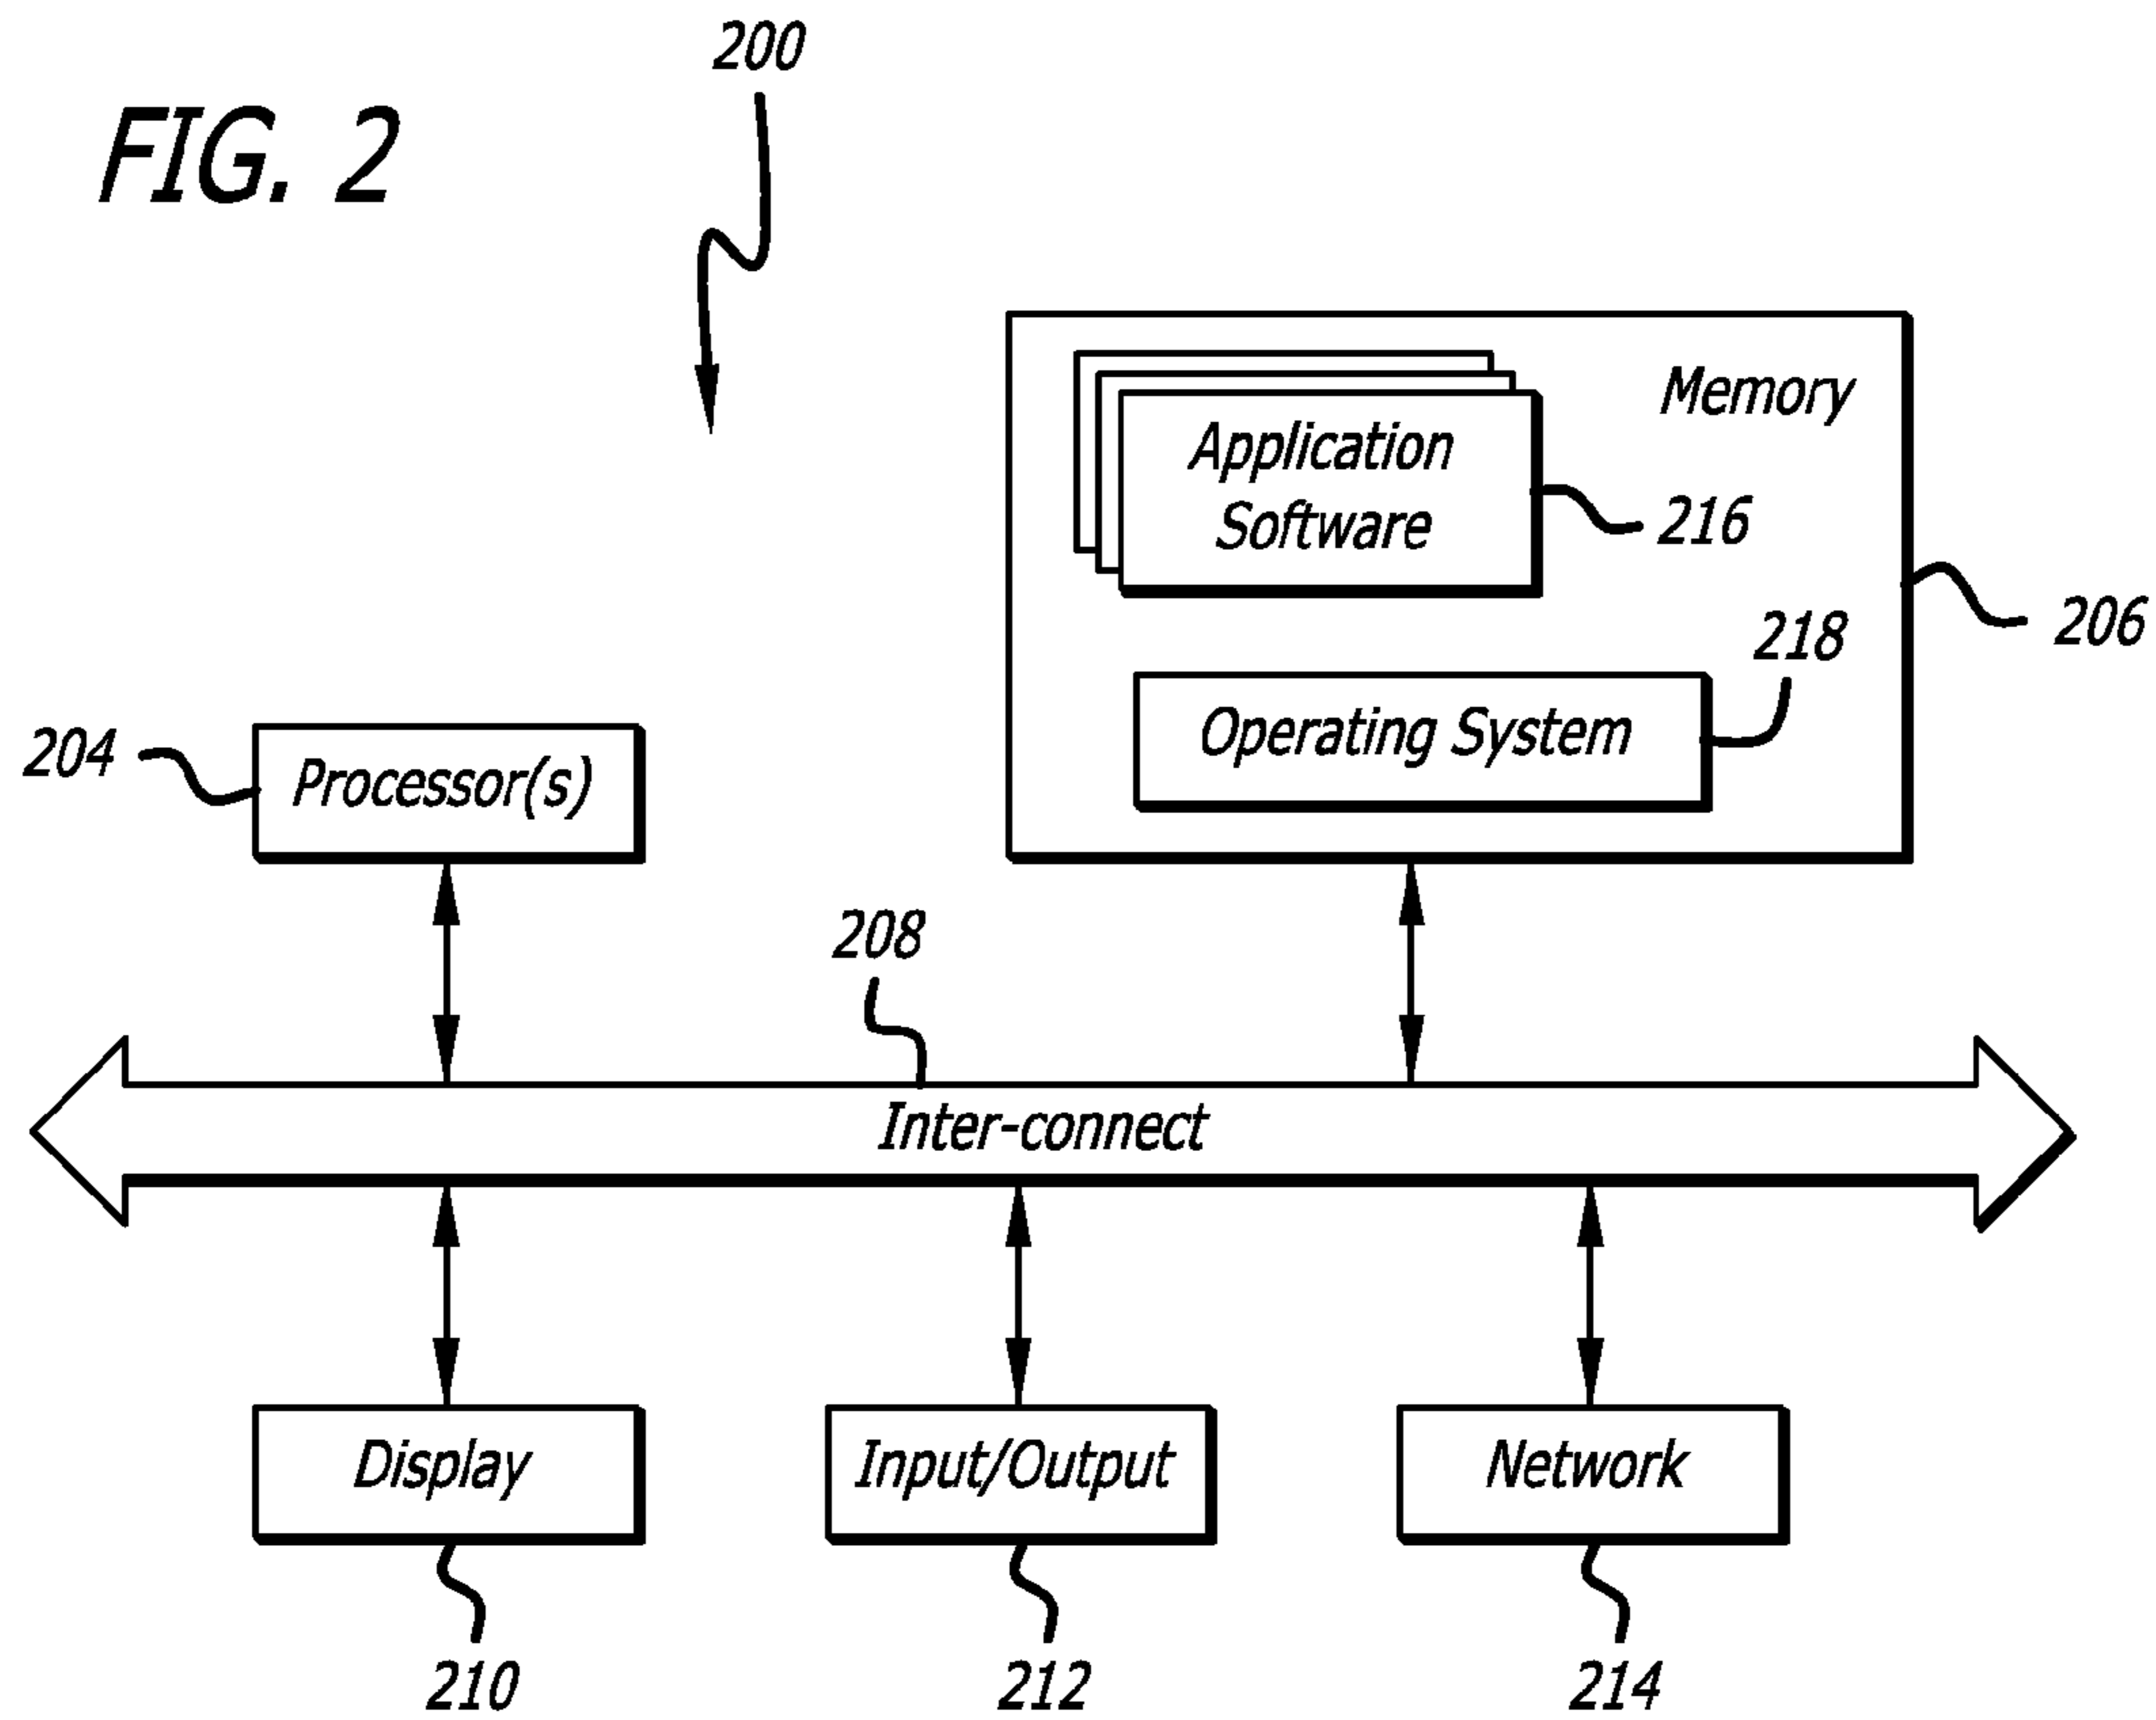 200
FIG. 2
Memory
Application
Software
216
206
218
Operating System
204
Processor(s)
208
Inter-connect
Display
Input/Output
Network
210
212
214